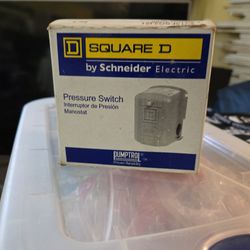 D SQUARE D
by Schneider Electric
Pressure Switch
Interruptor de Presión
Manostat
PUMPTROL